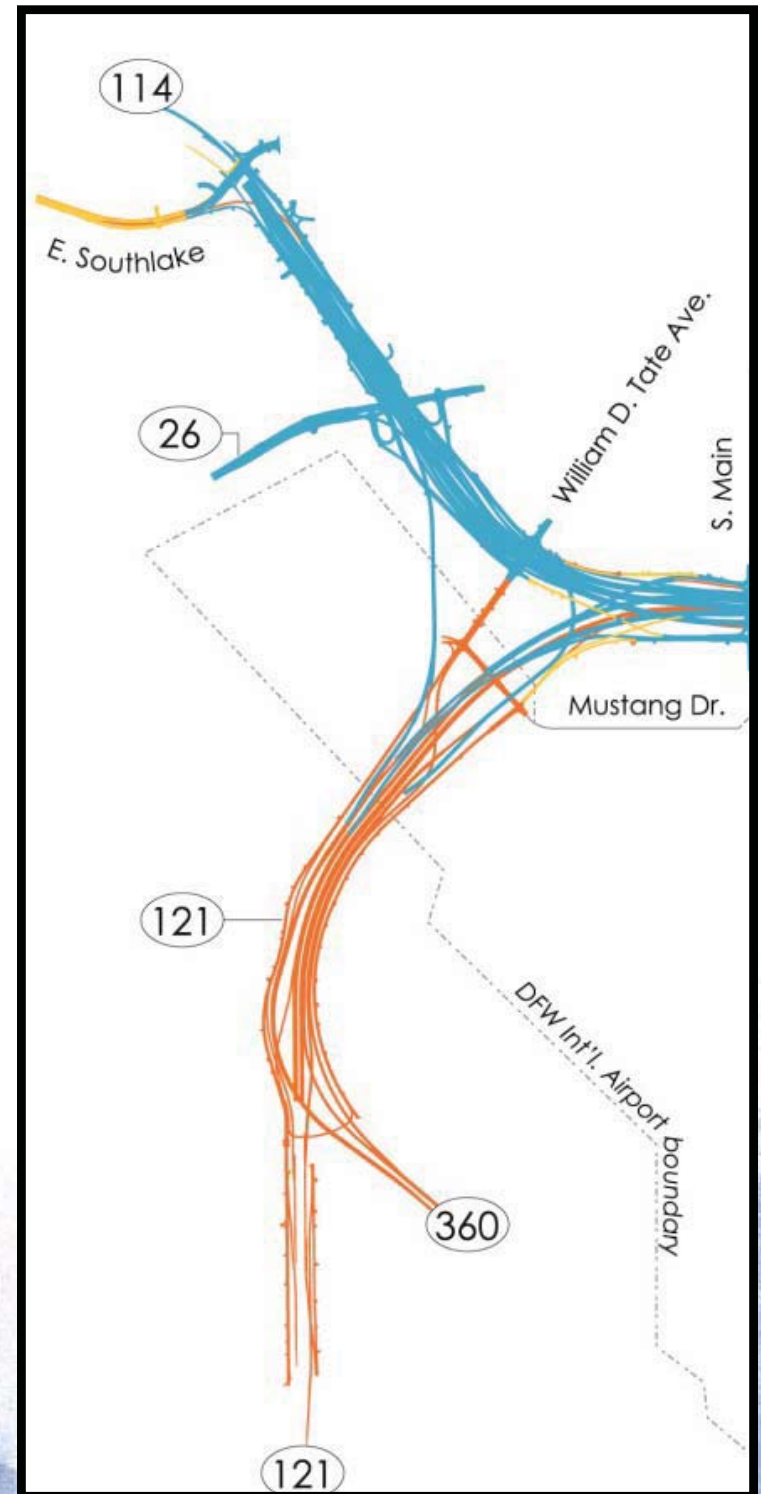 114
E. Southlake
William D. Tate Ave.
26
S. Main
Mustang Dr.
121
DFW Int'l. Airport boundary
360
121